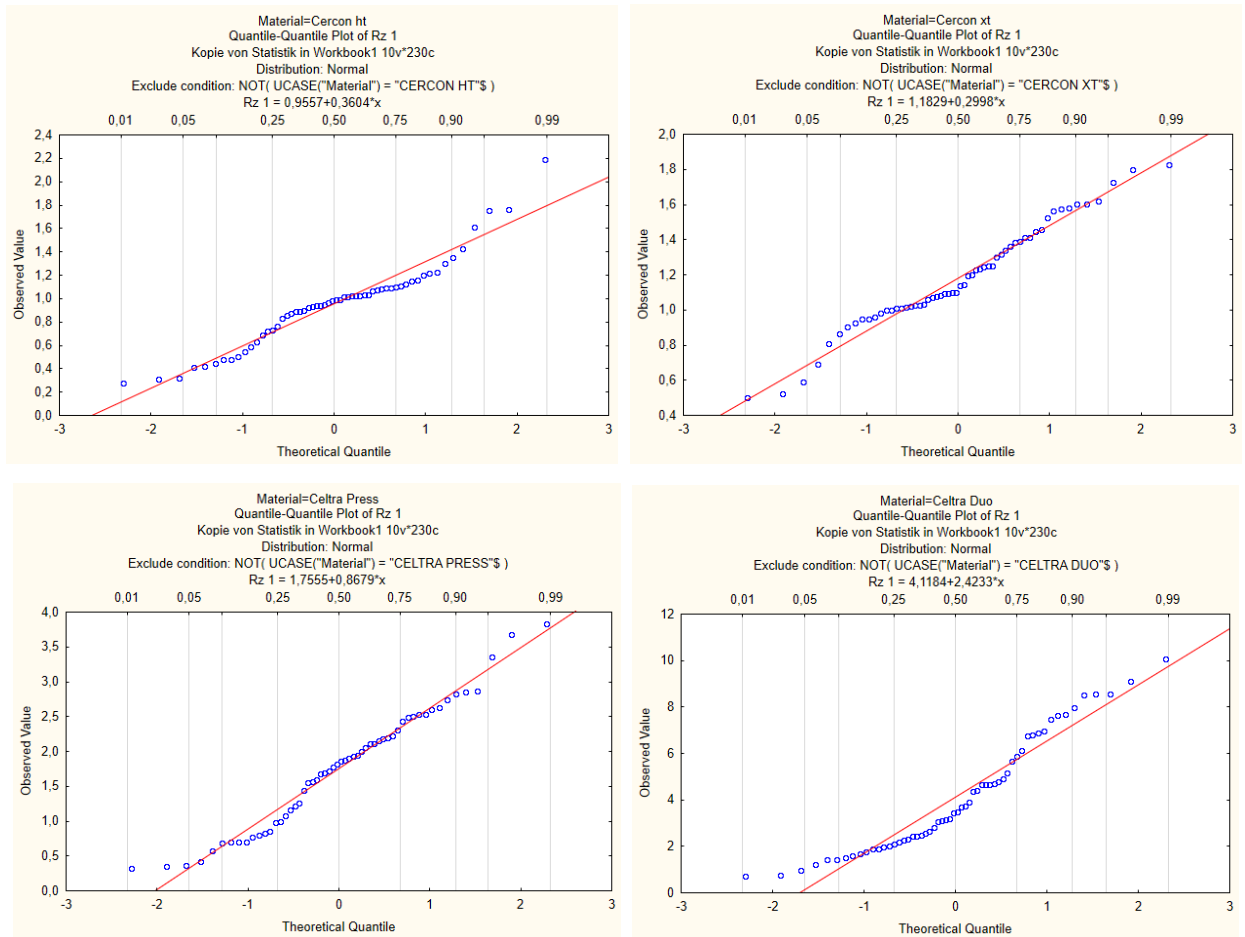 Material=Cercon ht
Quantile-Quantile Plot of Rz 1
Kopie von Statistik in Workbook1 10v*230c
Distribution: Normal
Exclude condition: NOT( UCASE("Material") = "CERCON HT"$ )
Rz 1 = 0,9557+0,3604*x
0,01 0,05 0,25 0,50 0,75 0,90 0,99
2,4
2,2
2,0
1,8
1,6
1,4
1,2
1,0
0,8
0,6
0,4
0,2
0,0
Observed Value
-3 -2 -1 0 1 2 3
Theoretical Quantile
Material=Cercon xt
Quantile-Quantile Plot of Rz 1
Kopie von Statistik in Workbook1 10v*230c
Distribution: Normal
Exclude condition: NOT( UCASE("Material") = "CERCON XT"$ )
Rz 1 = 1,1829+0,2998*x
0,01 0,05 0,25 0,50 0,75 0,90 0,99
2,0
1,8
1,6
1,4
1,2
1,0
0,8
0,6
0,4
Observed Value
-3 -2 -1 0 1 2 3
Theoretical Quantile
Material=Celtra Press
Quantile-Quantile Plot of Rz 1
Kopie von Statistik in Workbook1 10v*230c
Distribution: Normal
Exclude condition: NOT( UCASE("Material") = "CELTRA PRESS"$ )
Rz 1 = 1,7555+0,8679*x
0,01 0,05 0,25 0,50 0,75 0,90 0,99
4,0
3,5
3,0
2,5
2,0
1,5
1,0
0,5
0,0
Observed Value
-3 -2 -1 0 1 2 3
Theoretical Quantile
Material=Celtra Duo
Quantile-Quantile Plot of Rz 1
Kopie von Statistik in Workbook1 10v*230c
Distribution: Normal
Exclude condition: NOT( UCASE("Material") = "CELTRA DUO"$ )
Rz 1 = 4,1184+2,4233*x
0,01 0,05 0,25 0,50 0,75 0,90 0,99
12
10
8
6
4
2
0
Observed Value
-3 -2 -1 0 1 2 3
Theoretical Quantile